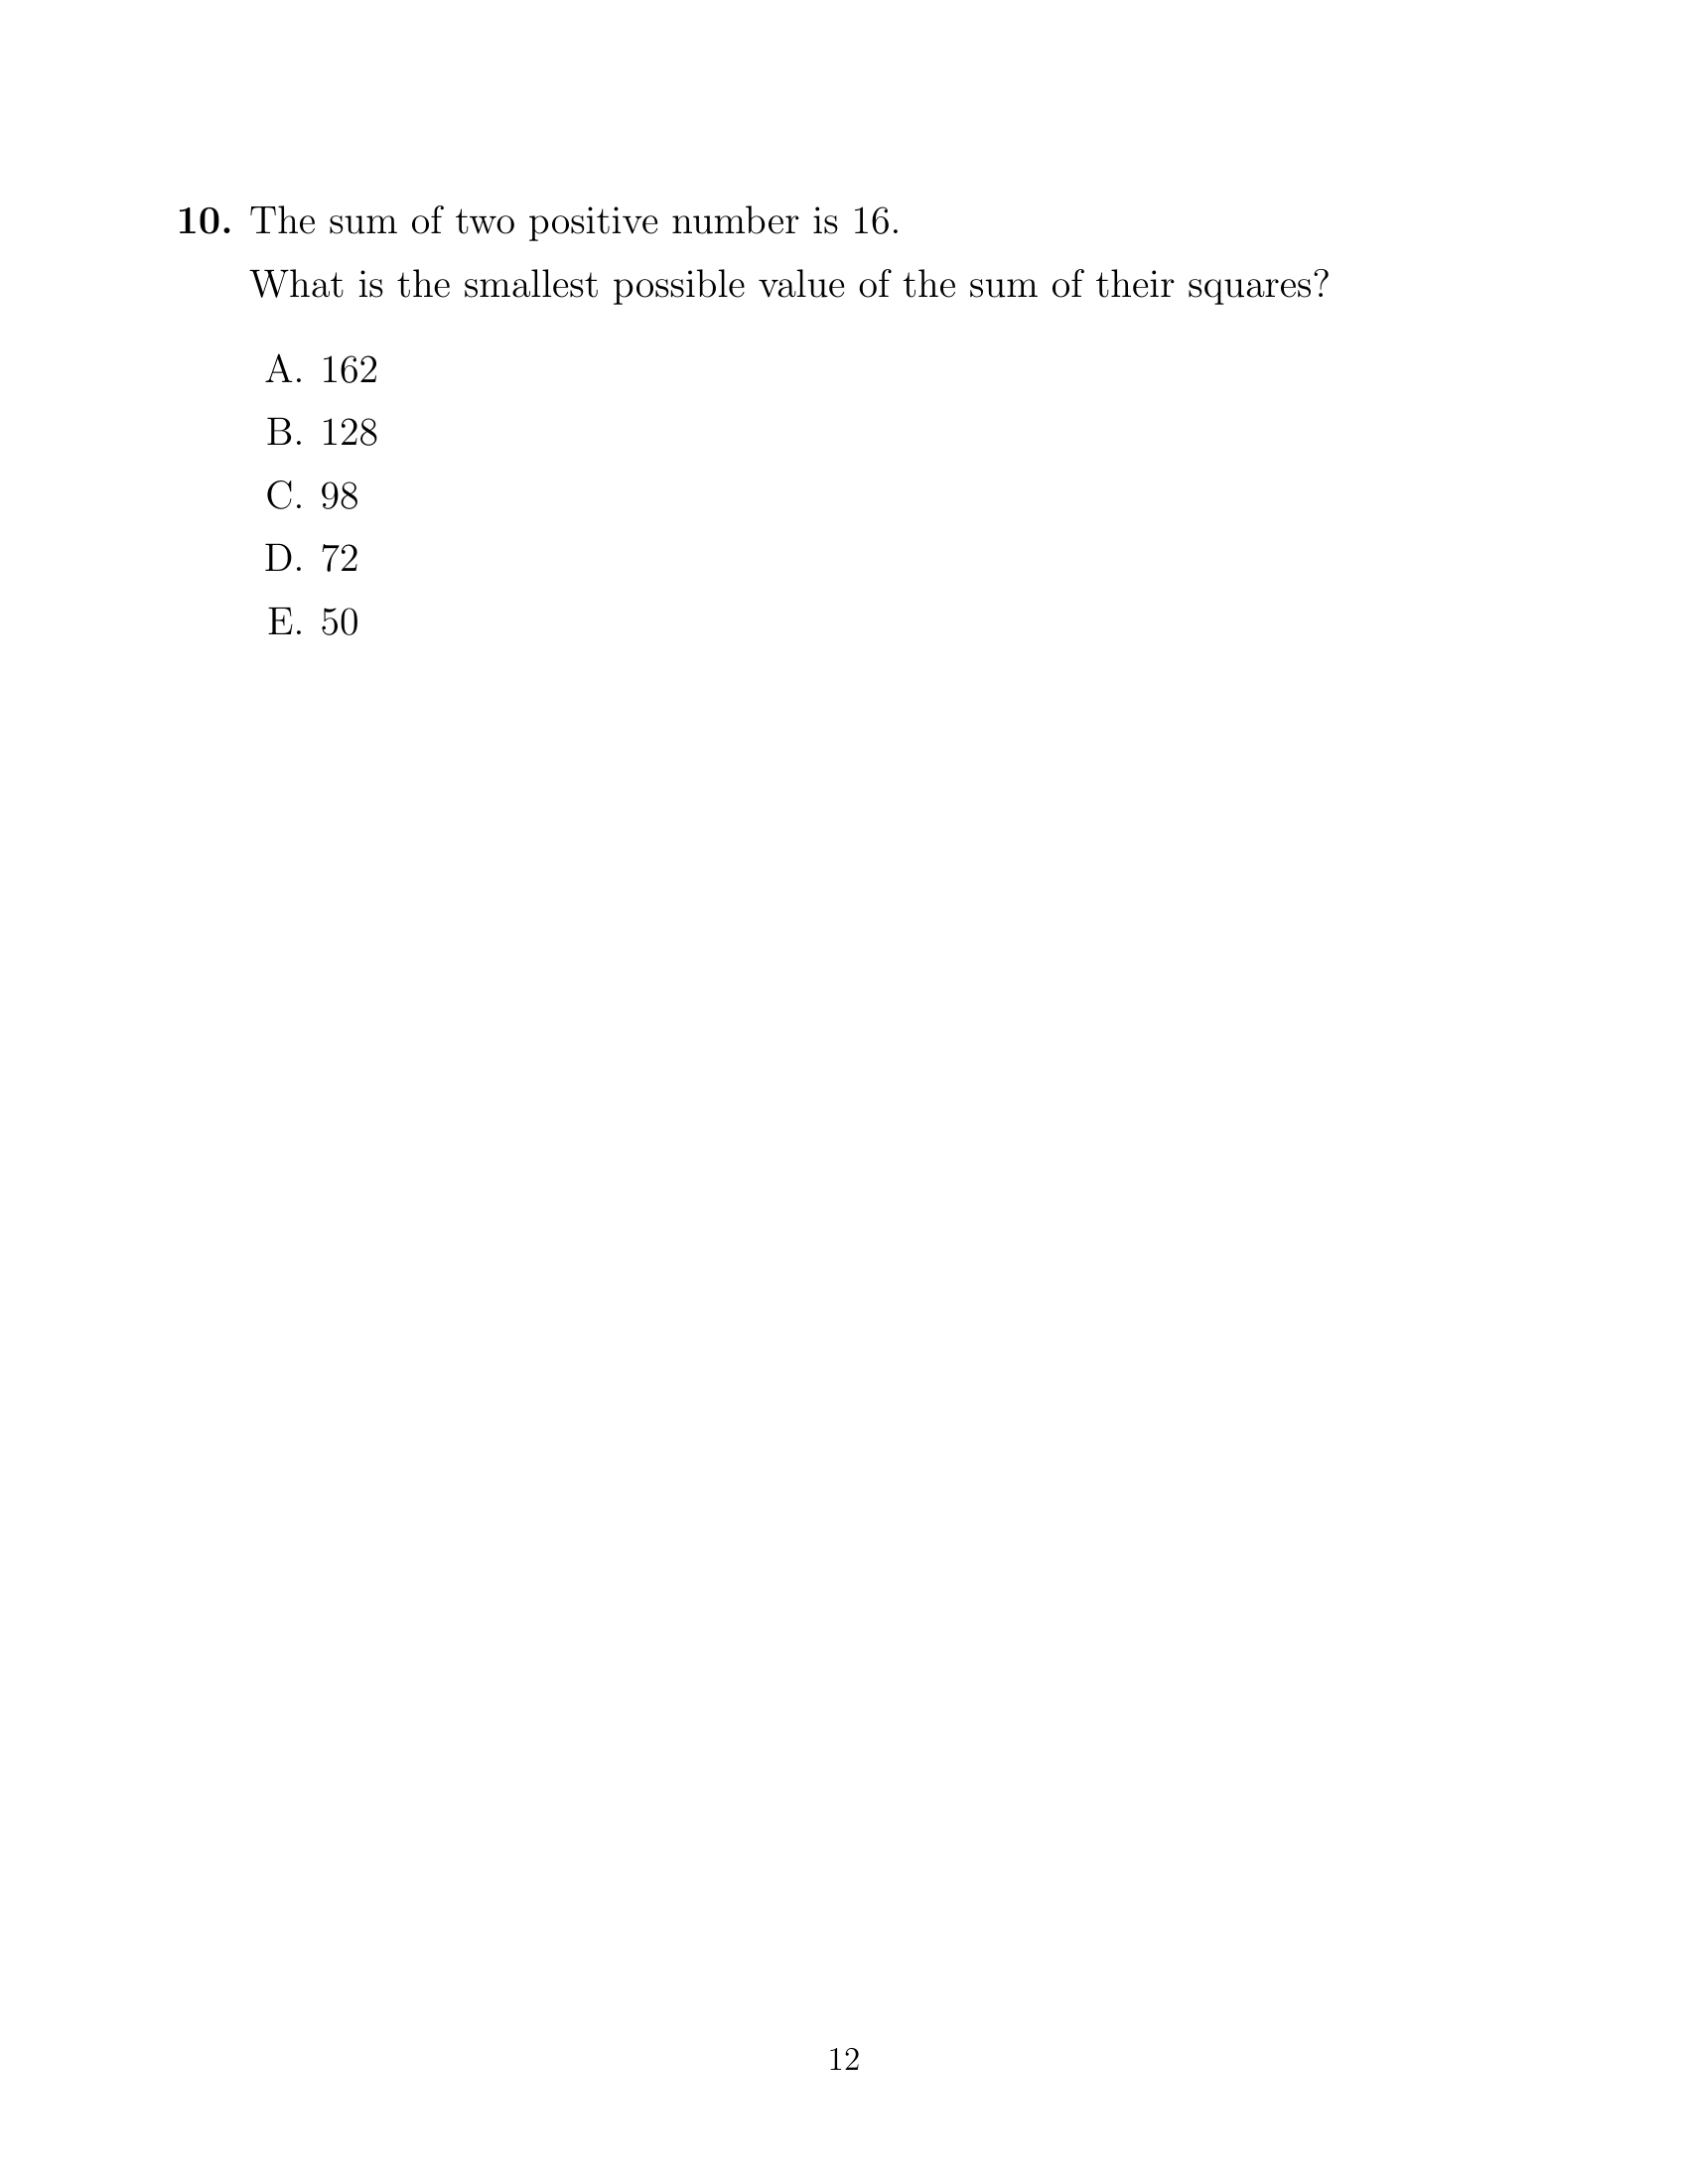 10. The sum of two positive number is 16.
What is the smallest possible value of the sum of their squares?
A. 162
B. 128
C. 98
D. 72
E. 50
12